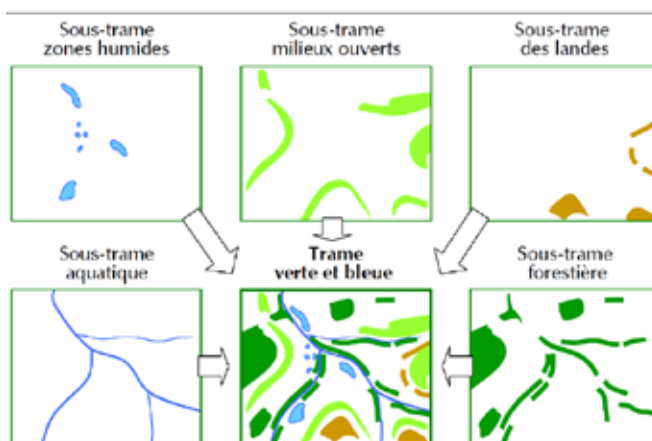 Sous-trame
zones humides
Sous-trame
milieux ouverts
Sous-trame
des landes
Sous-trame
aquatique
Trame
verte et bleue
Sous-trame
forestière